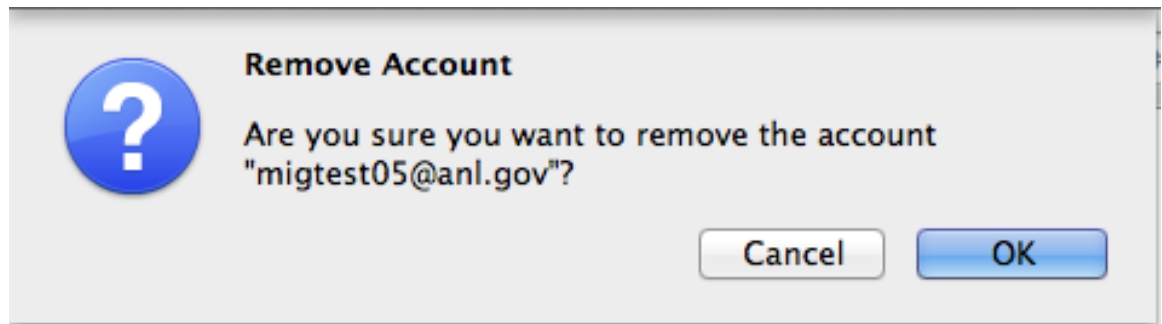 Remove Account
Are you sure you want to remove the account
"migtest05@anl.gov"?
Cancel OK